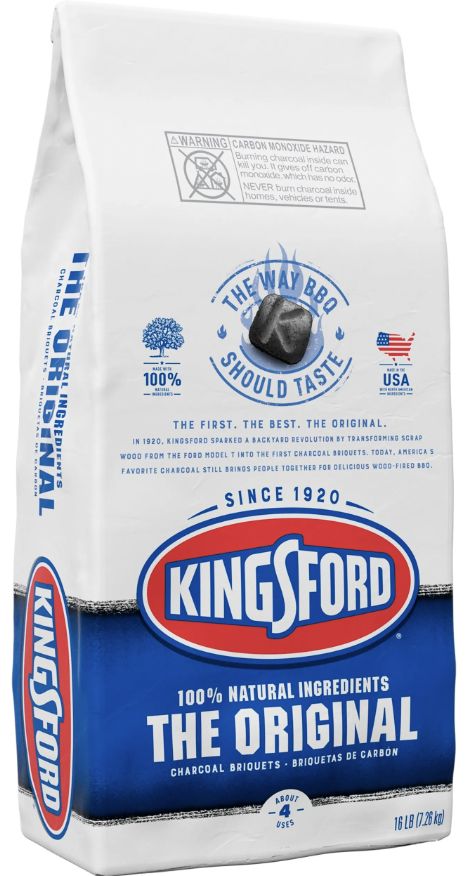 WARNING
CARBON MONOXIDE HAZARD
Burning charcoal inside can
kill you. It gives off carbon
monoxide, which has no odor.
NEVER burn charcoal inside
homes, vehicles or tents.
THE WAY BBQ
K
SHOULD TASTE
MADE WITH
100%
NATURAL
INGREDIENTS
MADE IN THE
USA
WITH NORTH AMERICAN
INGREDIENTS
THE FIRST. THE BEST. THE ORIGINAL.
IN 1920, KINGSFORD SPARKED A BACKYARD REVOLUTION BY TRANSFORMING SCRAP
WOOD FROM THE FORD MODEL T INTO THE FIRST CHARCOAL BRIQUETS. TODAY, AMERICA'S
FAVORITE CHARCOAL STILL BRINGS PEOPLE TOGETHER FOR DELICIOUS WOOD-FIRED BBQ.
SINCE 1920
KINGSFORD
®
100% NATURAL INGREDIENTS
THE ORIGINAL
CHARCOAL BRIQUETS · BRIQUETAS DE CARBÓN
ABOUT
4
USES
16 LB (7.26 kg)
NATURAL INGREDIENTS
THE ORIGINAL
CHARCOAL BRIQUETS · BRIQUETAS DE CARBÓN
KINGSFORD